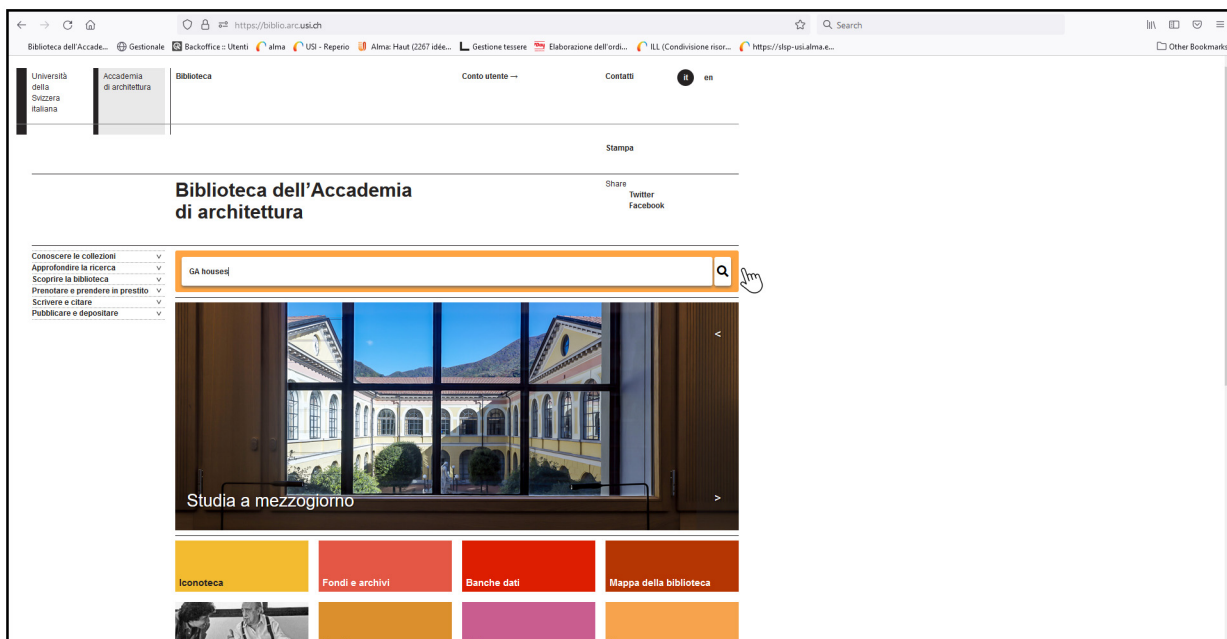 https://biblio.arc.usi.ch
Search
Biblioteca dell'Accade...
Gestionale
Backoffice :: Utenti
alma
USI - Reperio
Alma: Haut (2267 idée...
Gestione tessere
Elaborazione dell'ordi...
ILL (Condivisione risor...
https://slsp-usi.alma.e...
Other Bookmarks
Università
della
Svizzera
italiana
Accademia
di architettura
Biblioteca
Conto utente →
Contatti
it
en
Stampa
Biblioteca dell'Accademia
di architettura
Share
Twitter
Facebook
Conoscere le collezioni
Approfondire la ricerca
Scoprire la biblioteca
Prenotare e prendere in prestito
Scrivere e citare
Pubblicare e depositare
GA houses
Studia a mezzogiorno
Iconoteca
Fondi e archivi
Banche dati
Mappa della biblioteca